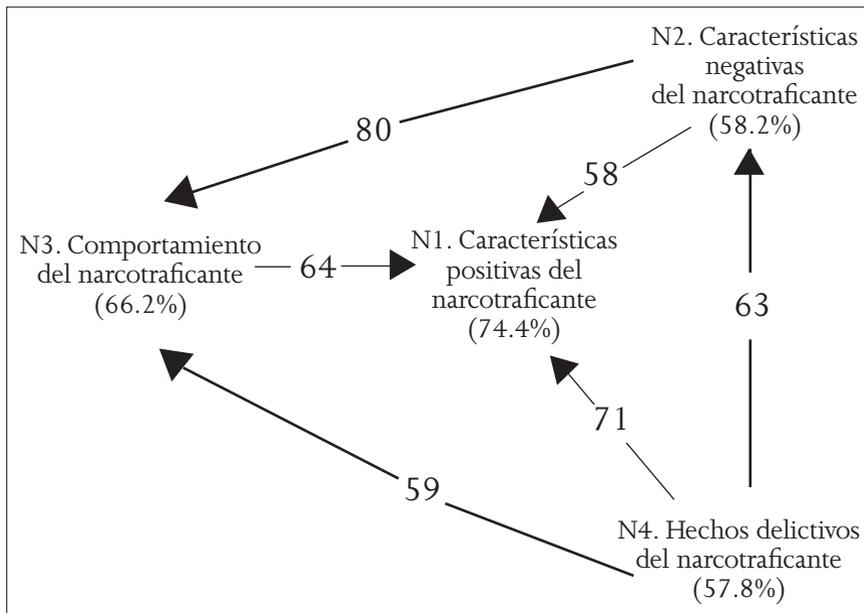 N2. Características
negativas
del narcotraficante
(58.2%)
80
58
N3. Comportamiento
del narcotraficante
(66.2%)
64
N1. Características
positivas del
narcotraficante
(74.4%)
63
71
59
N4. Hechos delictivos
del narcotraficante
(57.8%)